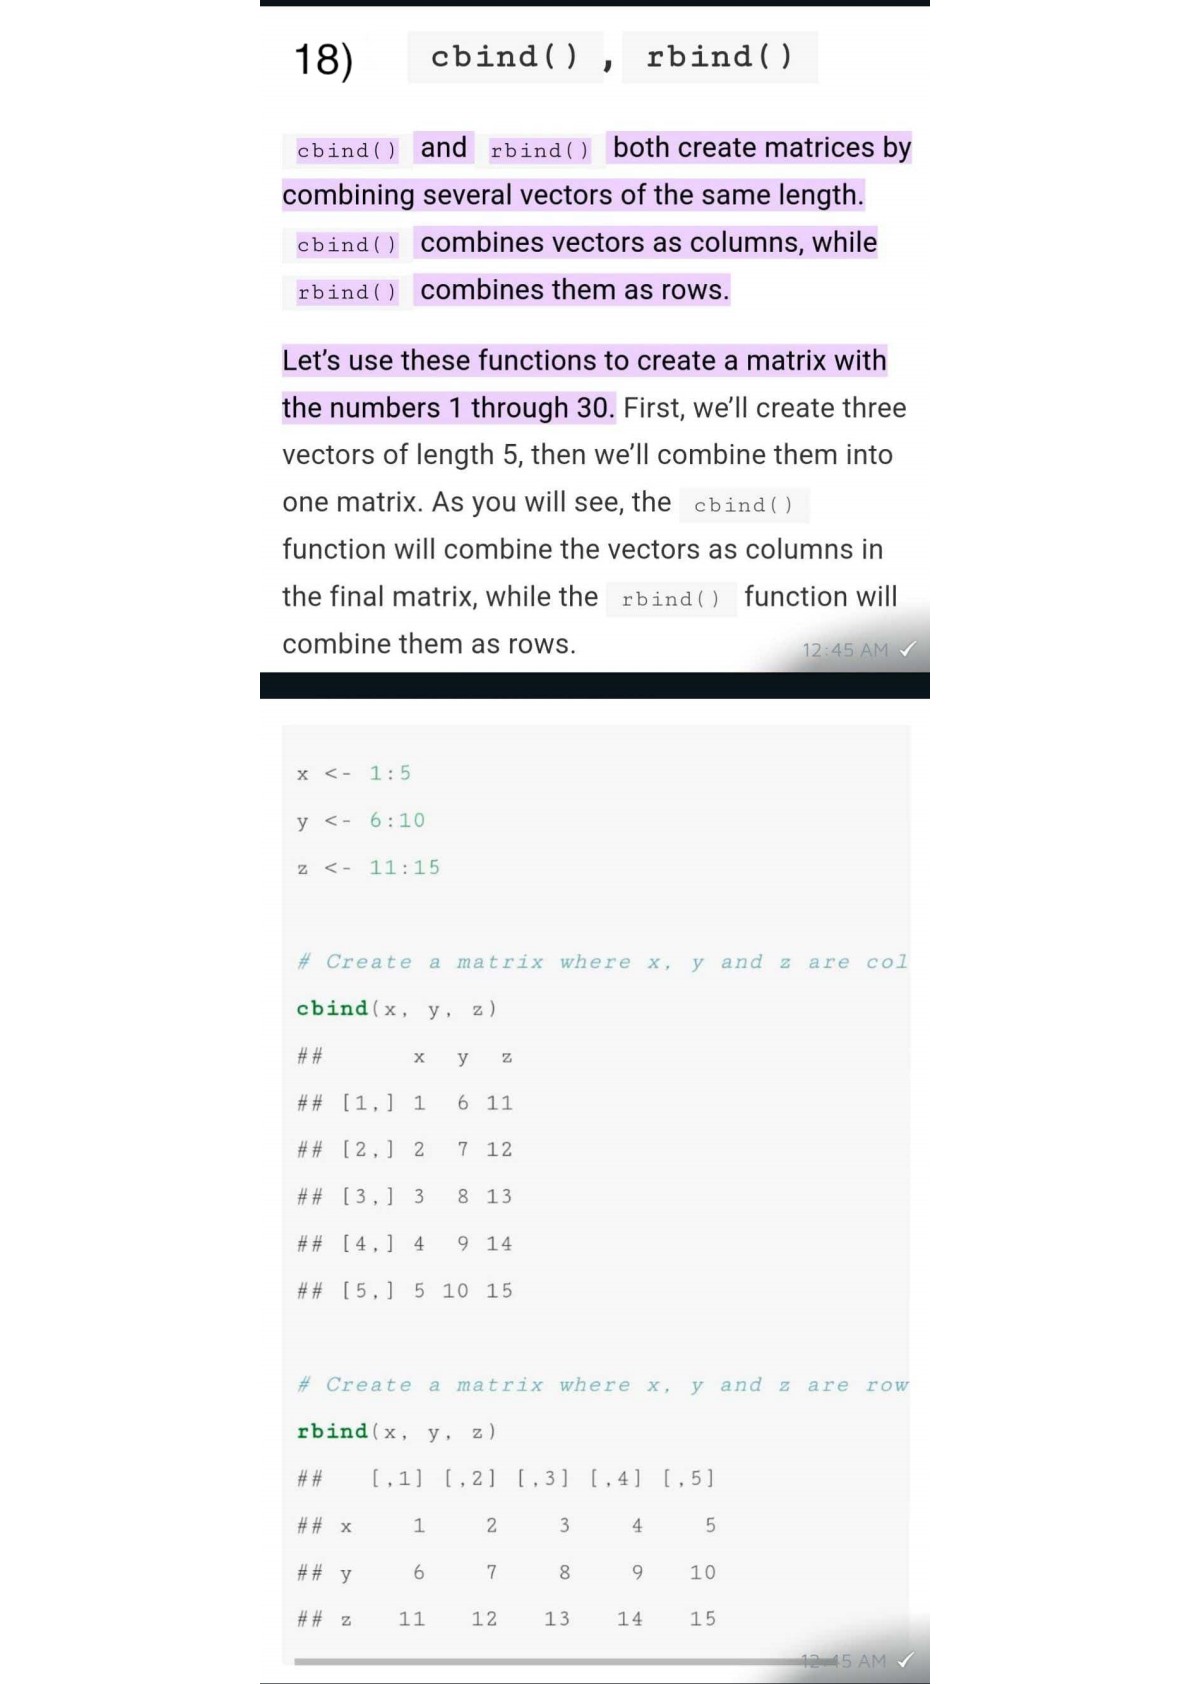 18) cbind() , rbind()
cbind() and rbind() both create matrices by
combining several vectors of the same length.
cbind() combines vectors as columns, while
rbind() combines them as rows.
Let’s use these functions to create a matrix with
the numbers 1 through 30. First, we’ll create three
vectors of length 5, then we’ll combine them into
one matrix. As you will see, the cbind()
function will combine the vectors as columns in
the final matrix, while the rbind() function will
combine them as rows.
12:45 AM
x <- 1:5
y <- 6:10
z <- 11:15
# Create a matrix where x, y and z are col
cbind(x, y, z)
##      x  y  z
## [1,] 1  6 11
## [2,] 2  7 12
## [3,] 3  8 13
## [4,] 4  9 14
## [5,] 5 10 15
# Create a matrix where x, y and z are row
rbind(x, y, z)
##   [,1] [,2] [,3] [,4] [,5]
## x    1    2    3    4    5
## y    6    7    8    9   10
## z   11   12   13   14   15
12:45 AM